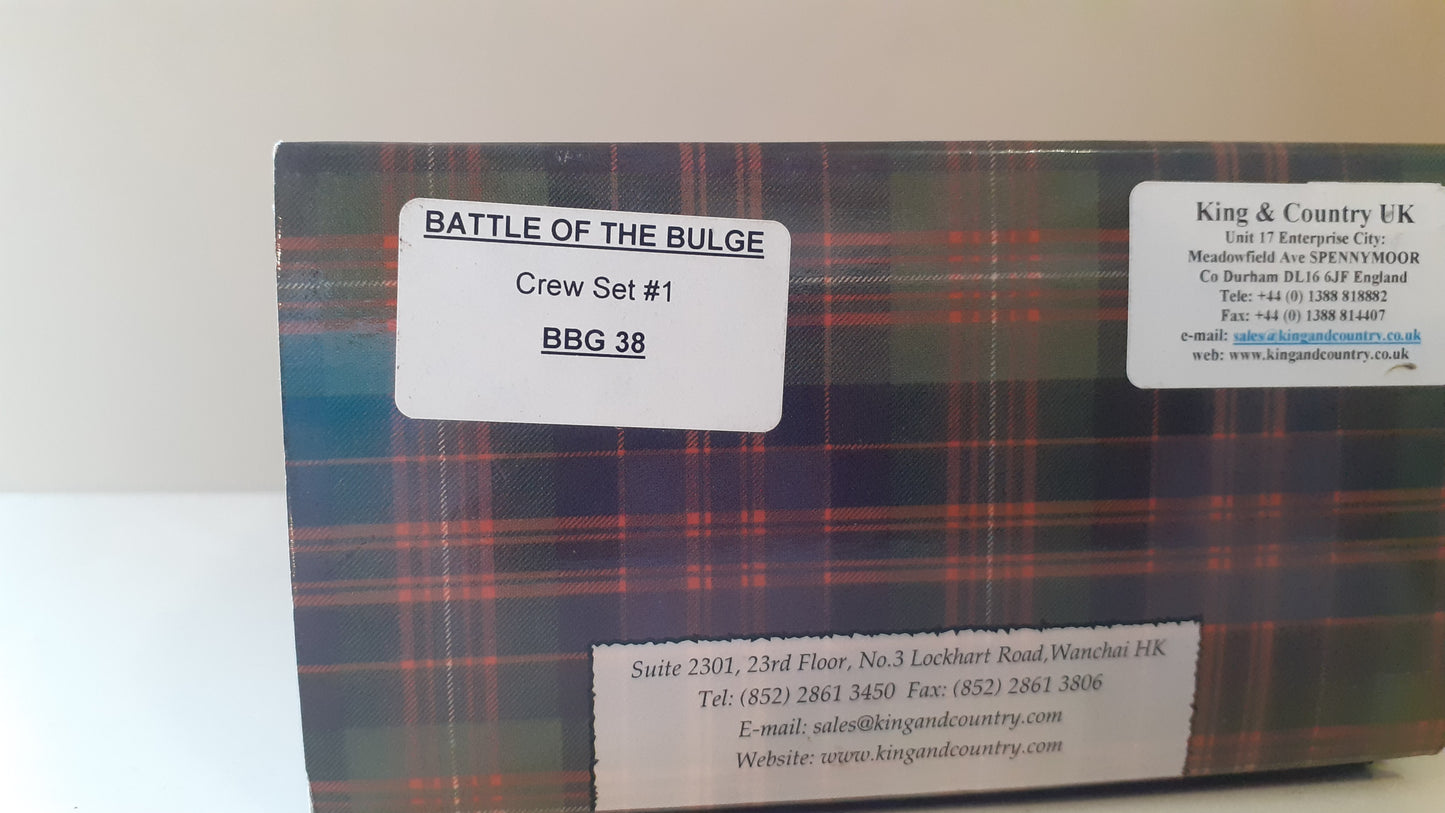 BATTLE OF THE BULGE
Crew Set #1
BBG 38
King & Country UK
Unit 17 Enterprise City:
Meadowfield Ave SPENNYMOOR
Co Durham DL16 6JF England
Tele: +44 (0) 1388 818882
Fax: +44 (0) 1388 814407
e-mail: sales@kingandcountry.co.uk
web: www.kingandcountry.co.uk
Suite 2301, 23rd Floor, No.3 Lockhart Road,Wanchai HK
Tel: (852) 2861 3450 Fax: (852) 2861 3806
E-mail: sales@kingandcountry.com
Website: www.kingandcountry.com